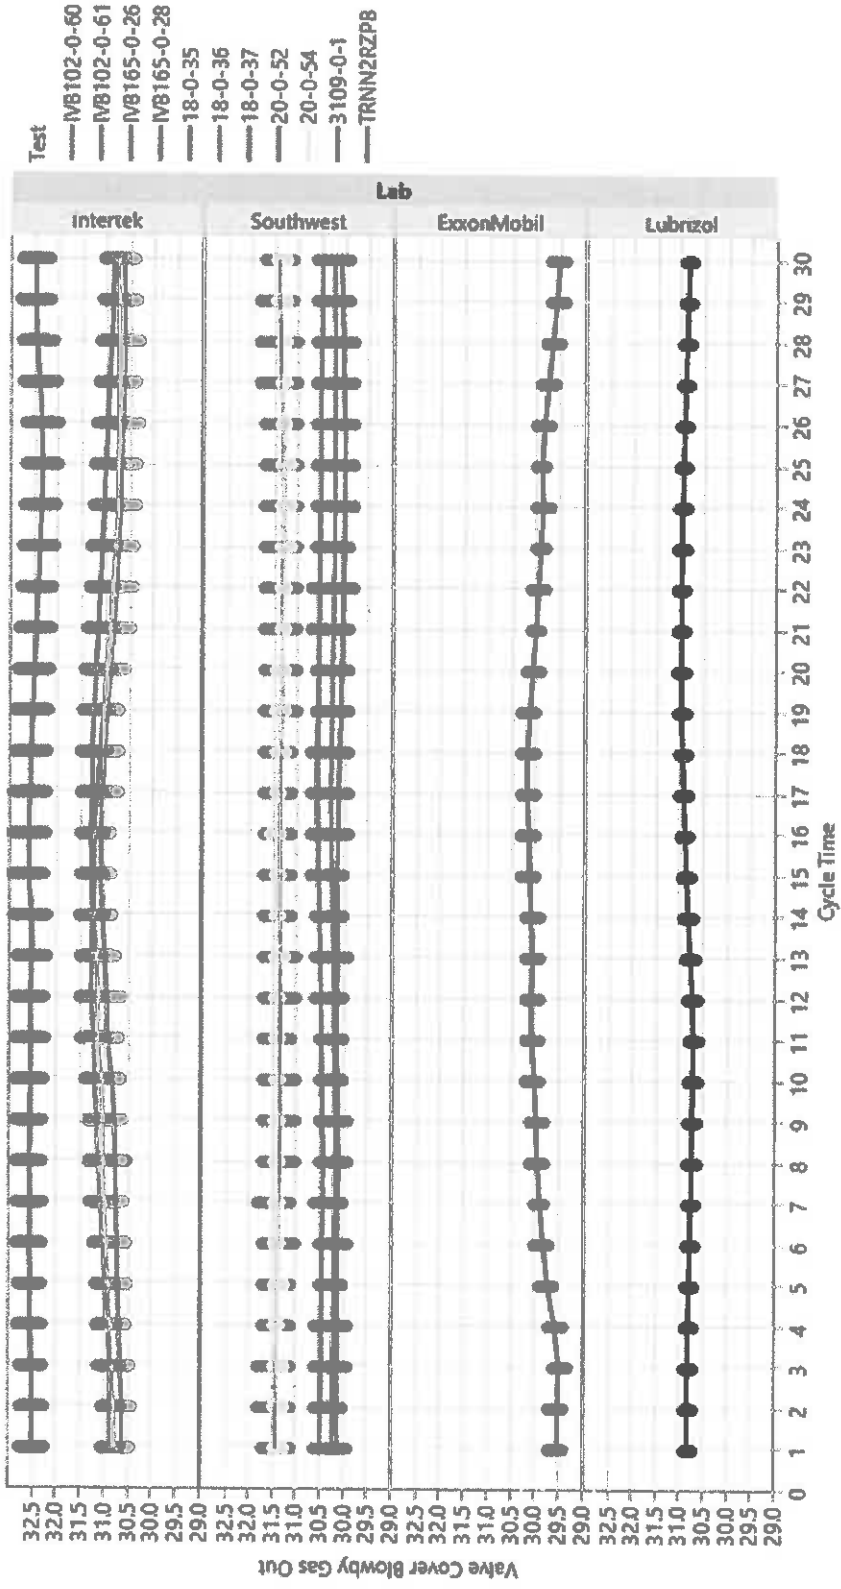 Test
IVB102-0-60
IVB102-0-61
IVB165-0-26
IVB165-0-28
18-0-35
18-0-36
18-0-37
20-0-52
20-0-54
3109-0-1
TRNN2RZPB
Lab
Intertek
Southwest
ExxonMobil
Lubrizol
Valve Cover Blowby Gas Out
32.5
32.0
31.5
31.0
30.5
30.0
29.5
29.0
32.5
32.0
31.5
31.0
30.5
30.0
29.5
29.0
32.5
32.0
31.5
31.0
30.5
30.0
29.5
29.0
32.5
32.0
31.5
31.0
30.5
30.0
29.5
29.0
0 1 2 3 4 5 6 7 8 9 10 11 12 13 14 15 16 17 18 19 20 21 22 23 24 25 26 27 28 29 30
Cycle Time